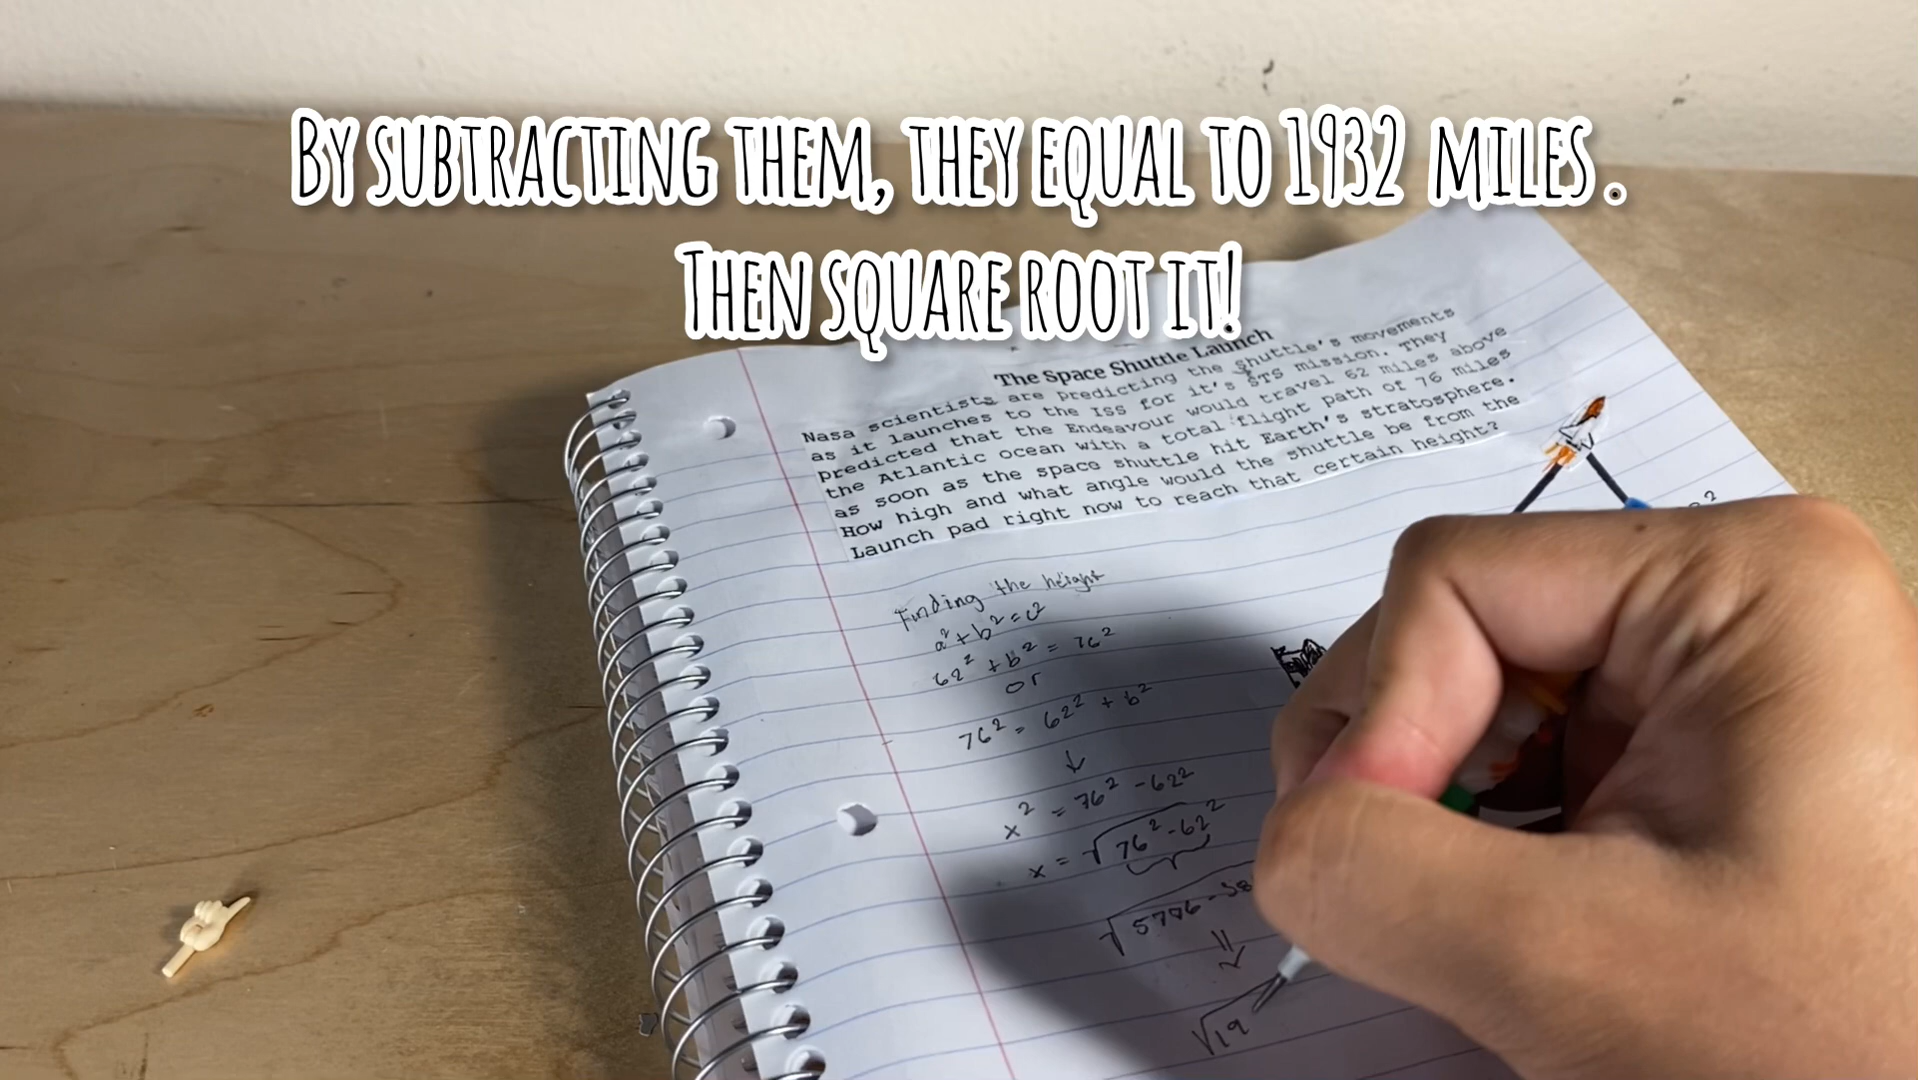 By subtracting them, they equal to 1932 miles.
Then square root it!
The Space Shuttle Launch
Nasa scientists are predicting the shuttle's movements
as it launches to the Iss for it's STS mission. They
predicted that the Endeavour would travel 62 miles above
the Atlantic ocean with a total flight path of 76 miles
as soon as the space shuttle hit Earth's stratosphere.
How high and what angle would the shuttle be from the
Launch pad right now to reach that certain height?
Finding the height
a² + b² = c²
62² + b² = 76²
or
76² = 62² + b²
↓
x² = 76² - 62²
x = √76² - 62²
√5776 - 38
√19